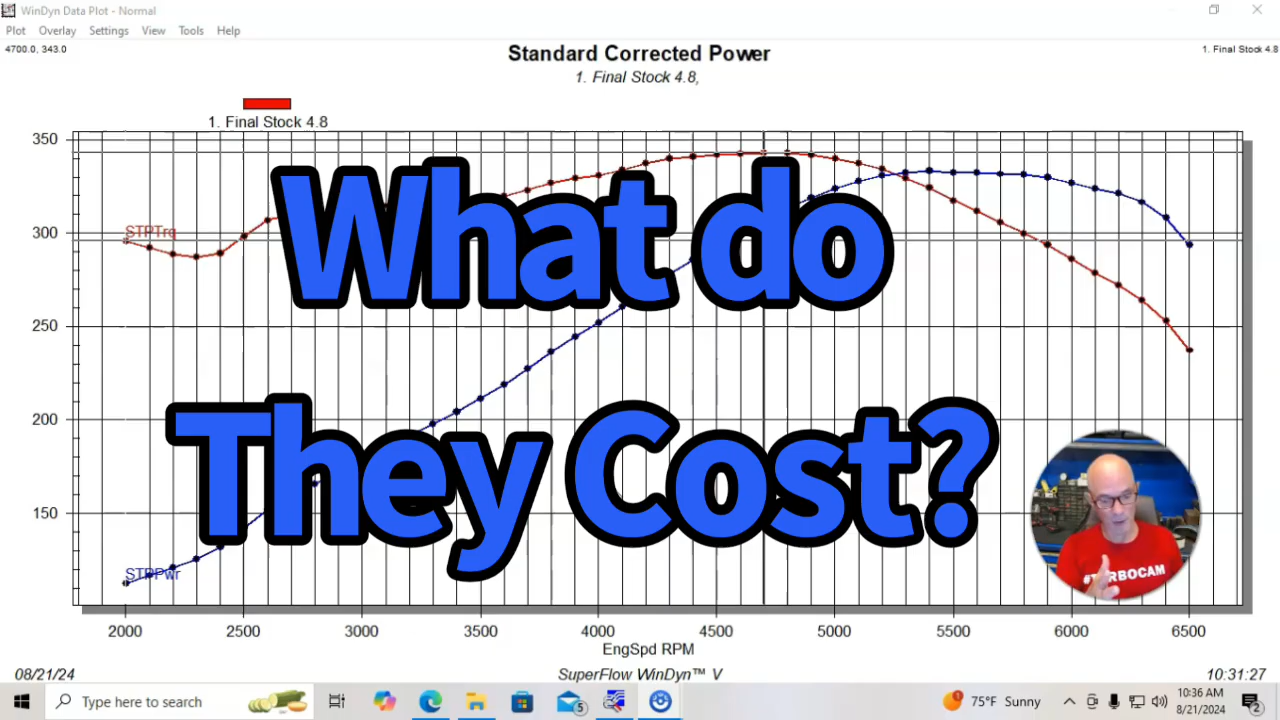 WinDyn Data Plot - Normal
Plot Overlay Settings View Tools Help
4700.0, 343.0
Standard Corrected Power
1. Final Stock 4.8
1. Final Stock 4.8,
1. Final Stock 4.8
350
STPTrq
300
What do
250
200
They Cost?
150
STPPwr
#TURBOCAM
2000 2500 3000 3500 4000 4500 5000 5500 6000 6500
EngSpd RPM
08/21/24 SuperFlow WinDyn™ V 10:31:27
Type here to search
5
75°F Sunny
10:36 AM
8/21/2024
2